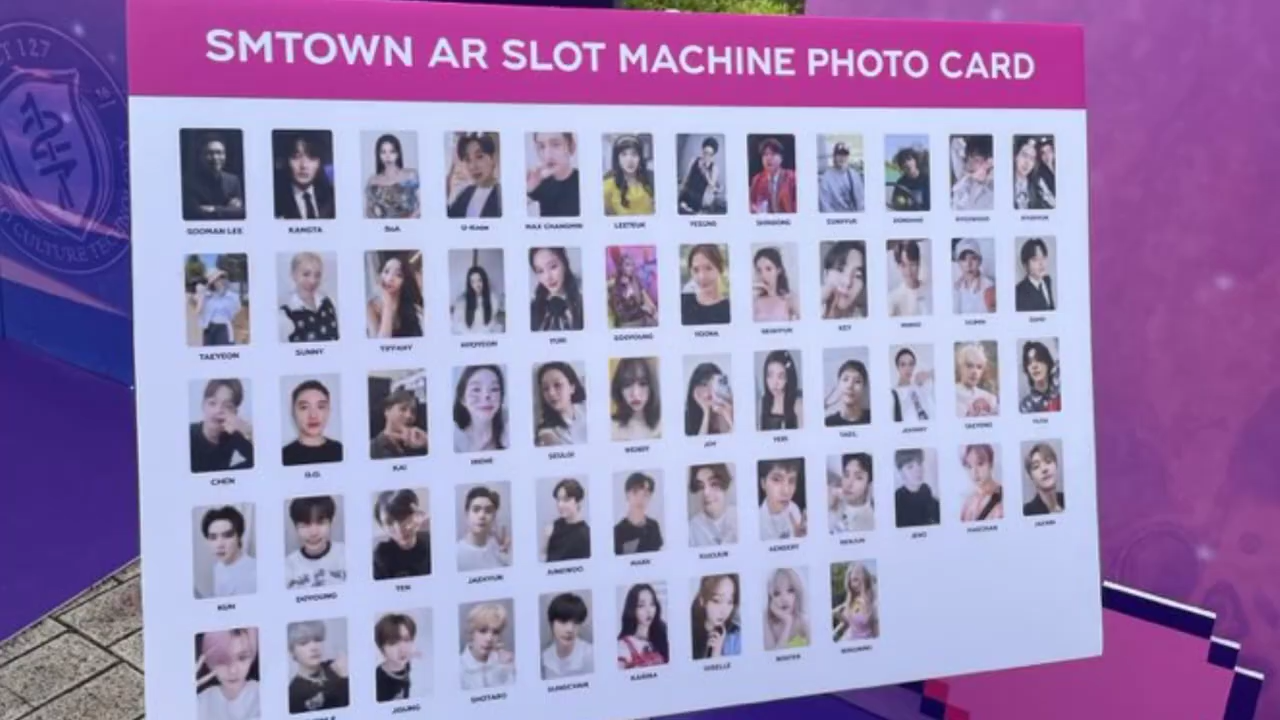 T 127
CULTURE TECHNOLOGY
SMTOWN AR SLOT MACHINE PHOTO CARD
SOOMAN LEE KANGTA BoA U-Know MAX CHANGMIN LEETEUK YESUNG SHINDONG EUNHYUK DONGHAE RYEOWOOK KYUHYUN
TAEYEON SUNNY TIFFANY HYOYEON YURI SOOYOUNG YOONA SEOHYUN KEY MINHO SUHO
CHEN D.O. KAI IRENE SEULGI WENDY JOY YERI TAEIL JOHNNY TAEYONG YUTA
KUN DOYOUNG TEN JAEHYUN JUNGWOO MARK XIAOJUN HENDERY RENJUN JENO HAECHAN JAEMIN
JISUNG SHOTARO SUNGCHAN KARINA GISELLE WINTER NINGNING